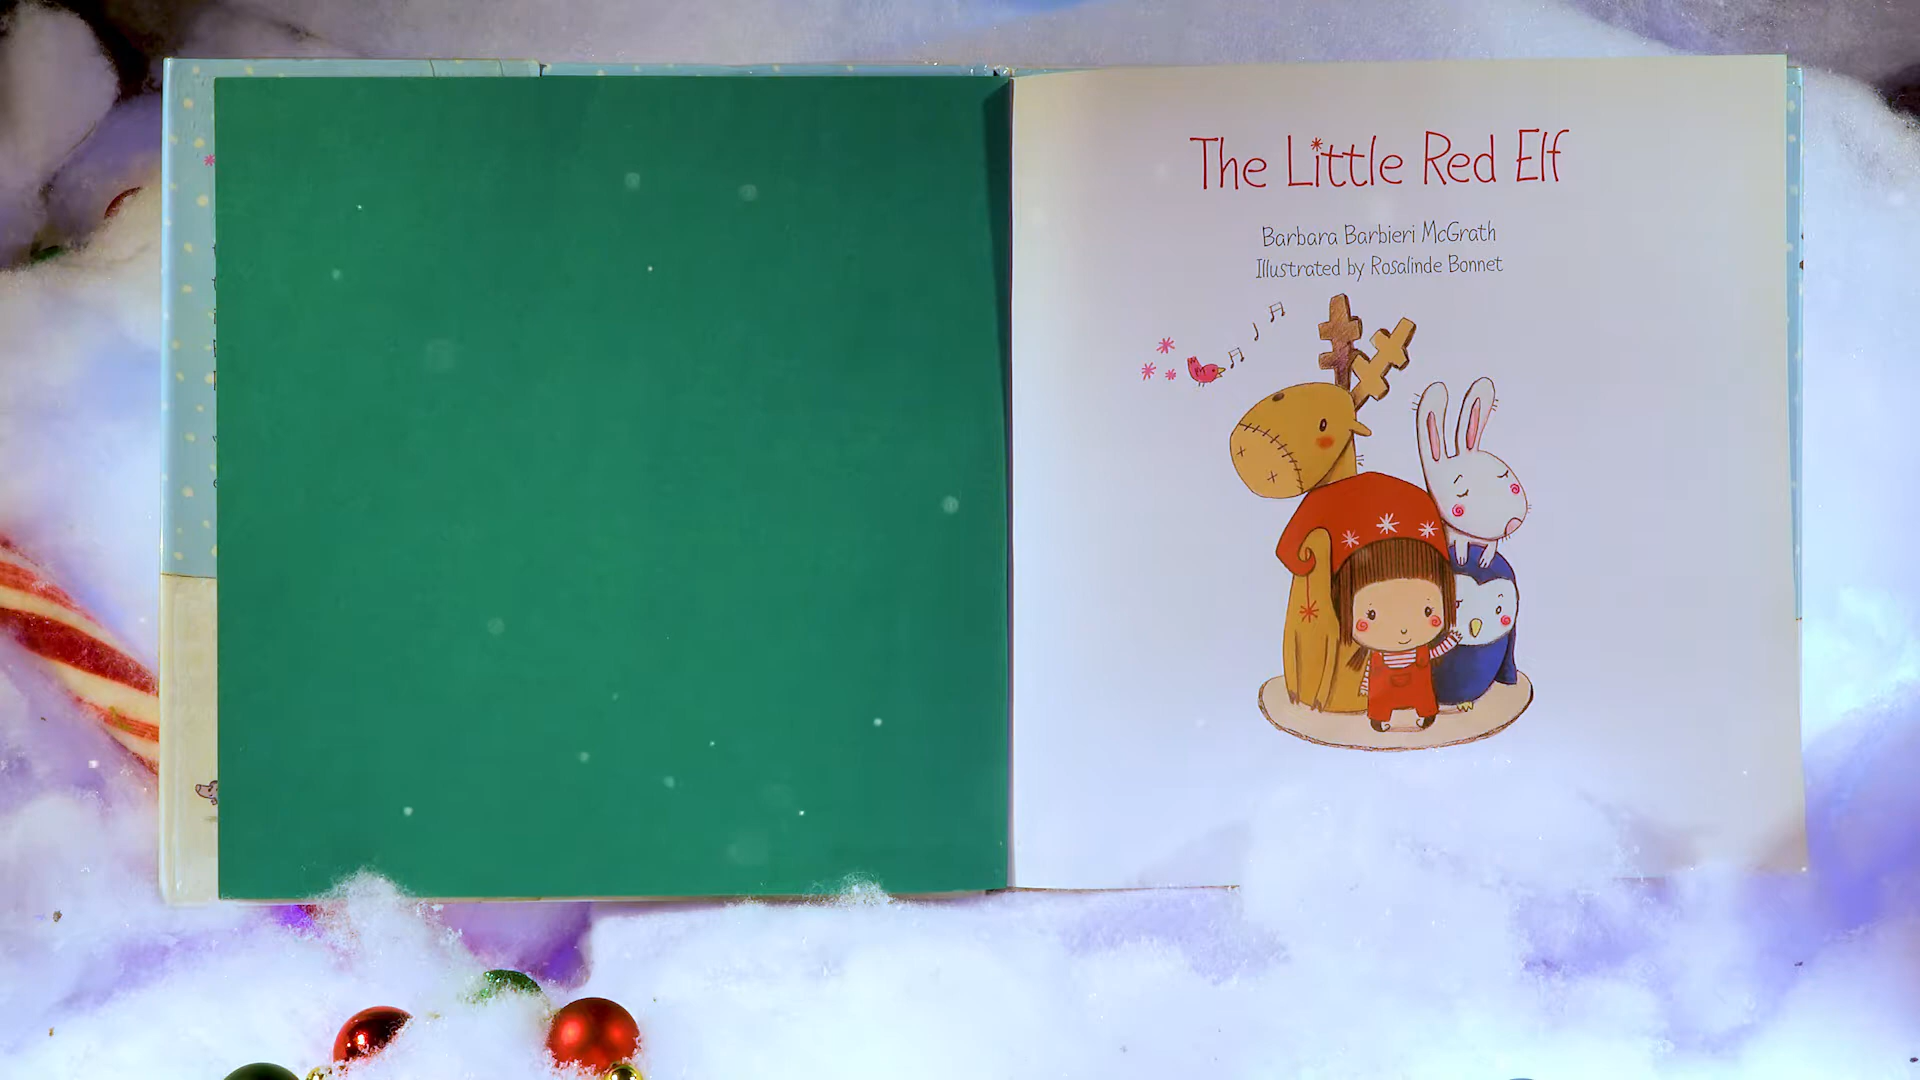 The Little Red Elf
Barbara Barbieri McGrath
Illustrated by Rosalinde Bonnet